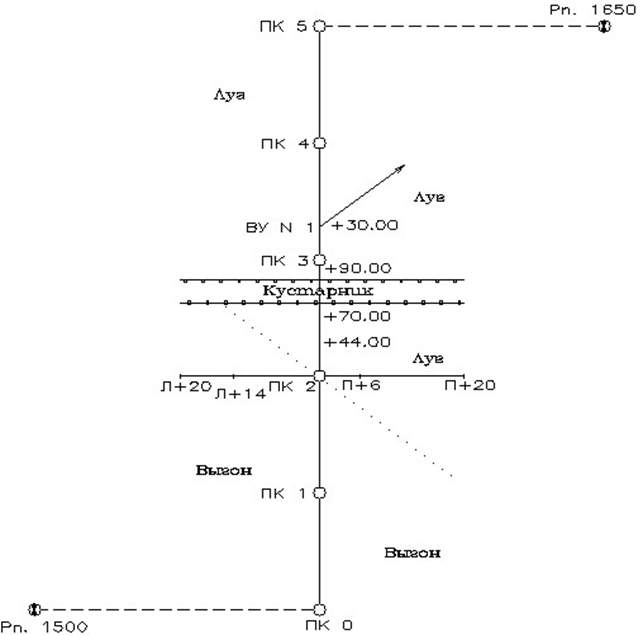 Рп. 1650
ПК 5
Луг
ПК 4
Луг
ВУ N 1
+30.00
ПК 3
+90.00
Кустарник
+70.00
+44.00
Луг
Л+20
Л+14
ПК 2
П+6
П+20
Выгон
ПК 1
Выгон
Рп. 1500
ПК 0